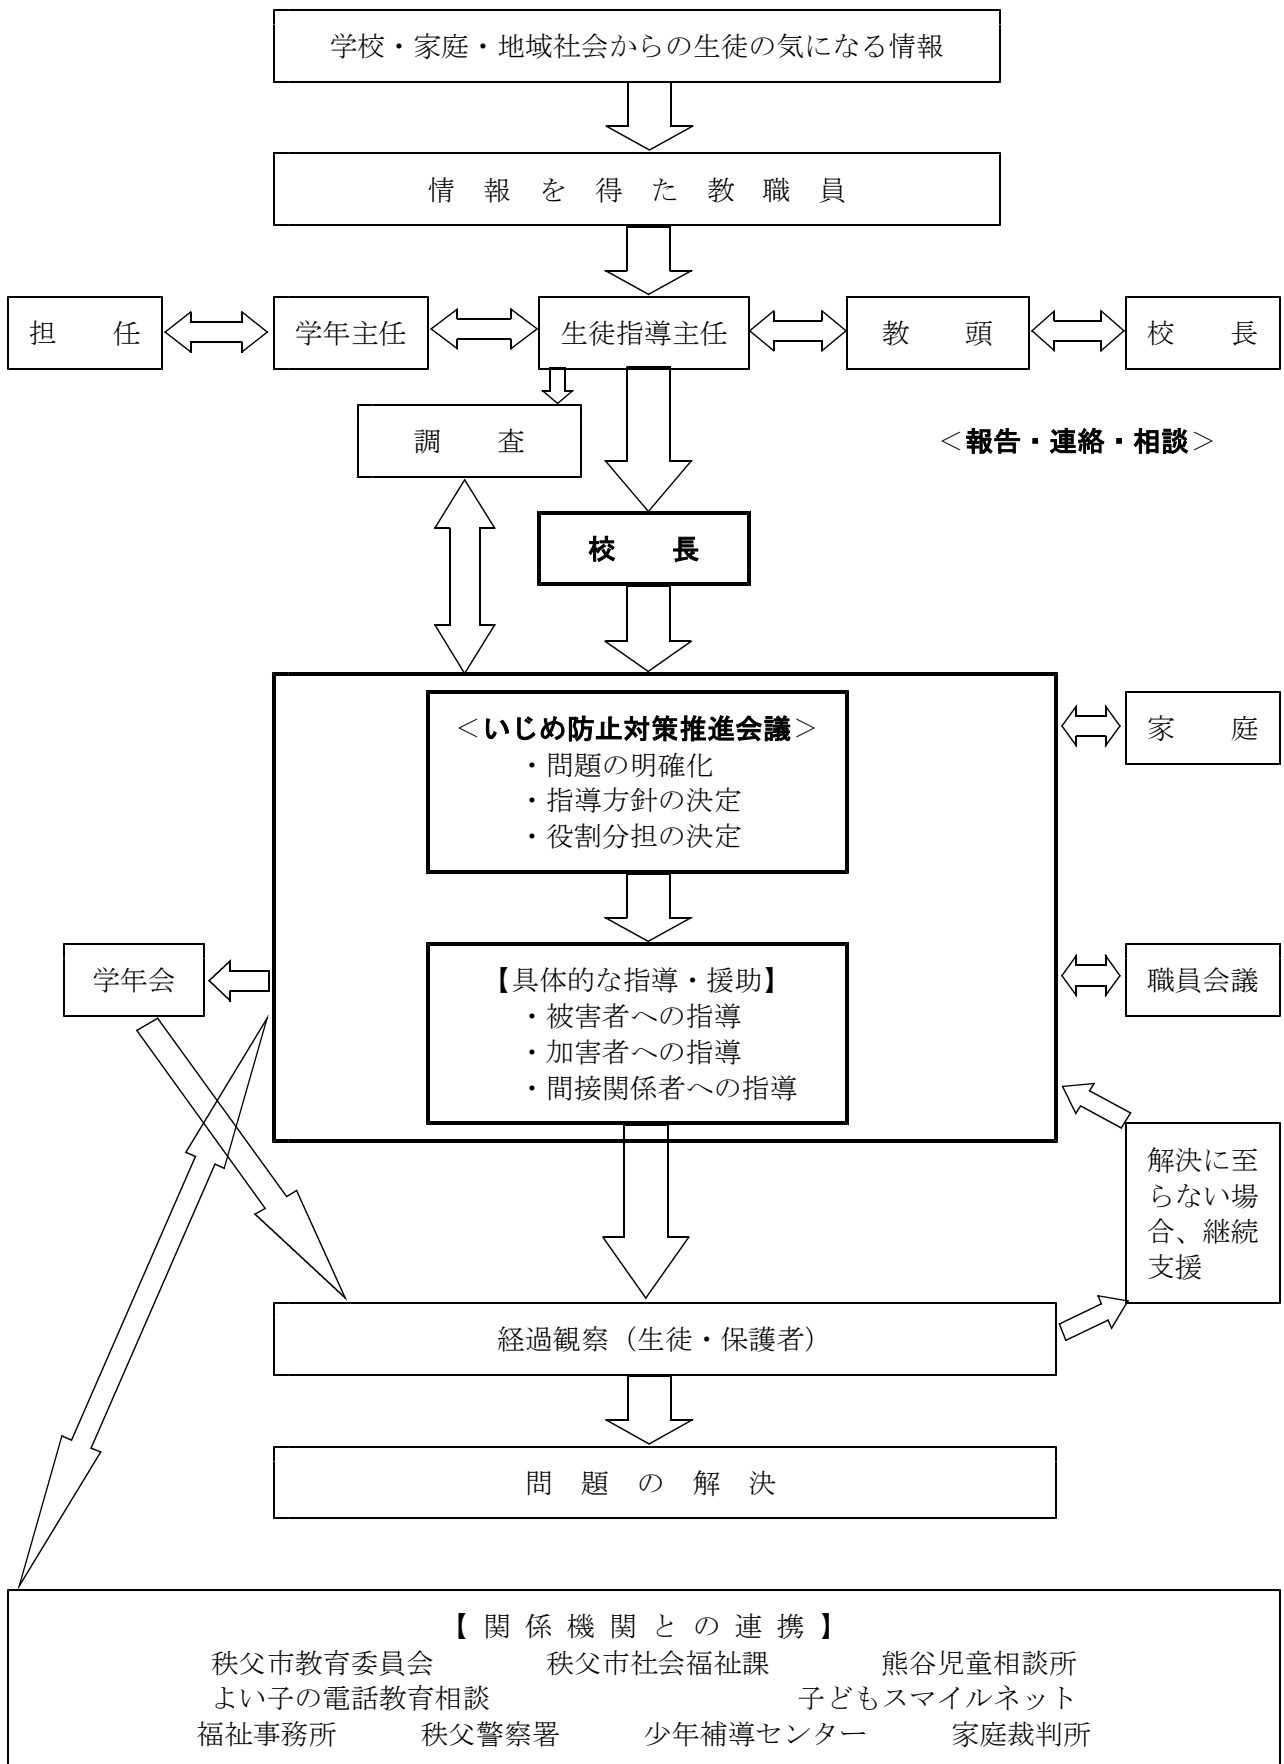 学校・家庭・地域社会からの生徒の気になる情報
情報を得た教職員
担　任　学年主任　生徒指導主任　教　頭　校　長
調　査
＜報告・連絡・相談＞
校　長
＜いじめ防止対策推進会議＞
・問題の明確化
・指導方針の決定
・役割分担の決定
家　庭
学年会
【具体的な指導・援助】
・被害者への指導
・加害者への指導
・間接関係者への指導
職員会議
解決に至
らない場
合、継続
支援
経過観察（生徒・保護者）
問題の解決
【関係機関との連携】
秩父市教育委員会　秩父市社会福祉課　熊谷児童相談所
よい子の電話教育相談　子どもスマイルネット
福祉事務所　秩父警察署　少年補導センター　家庭裁判所